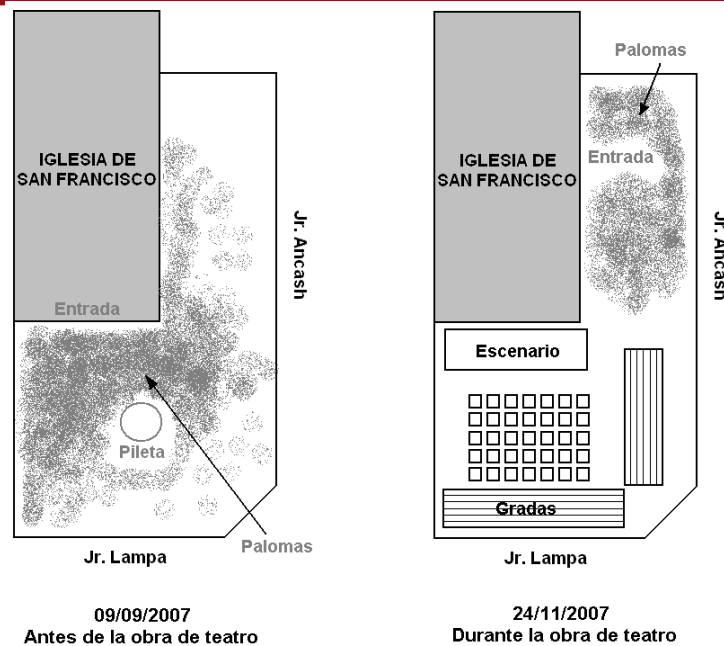 IGLESIA DE
SAN FRANCISCO
Entrada
Pileta
Palomas
Jr. Ancash
Jr. Lampa
09/09/2007
Antes de la obra de teatro
Palomas
IGLESIA DE
SAN FRANCISCO
Entrada
Jr. Ancash
Escenario
Gradas
Jr. Lampa
24/11/2007
Durante la obra de teatro